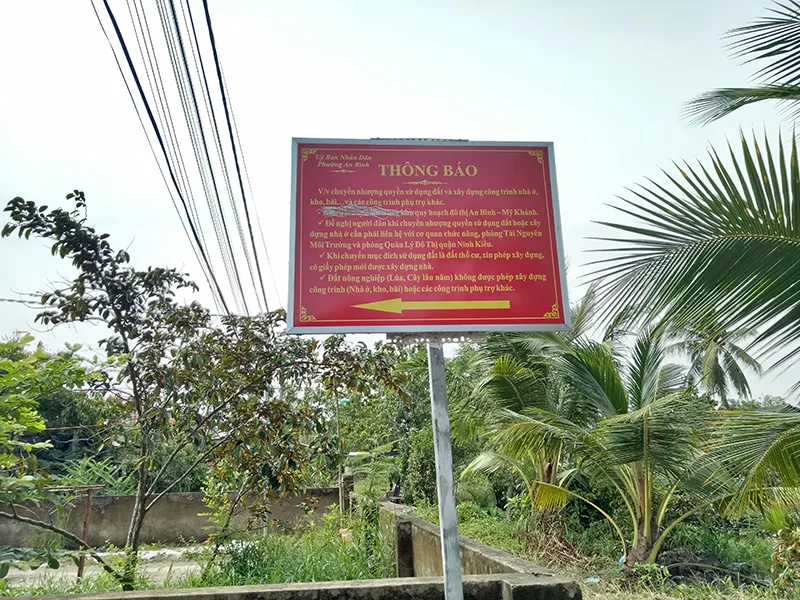 Uỷ Ban Nhân Dân
Phường An Bình
THÔNG BÁO
V/v chuyển nhượng quyền sử dụng đất và xây dựng công trình nhà ở,
kho, bãi...và các công trình phụ trợ khác.
khu quy hoạch đô thị An Bình – Mỹ Khánh.
✓ Đề nghị người dân khi chuyển nhượng quyền sử dụng đất hoặc xây
dựng nhà ở cần phải liên hệ với cơ quan chức năng, phòng Tài Nguyên
Môi Trường và phòng Quản Lý Đô Thị quận Ninh Kiều.
✓ Khi chuyển mục đích sử dụng đất là đất thổ cư, xin phép xây dựng,
có giấy phép mới được xây dựng nhà.
✓ Đất nông nghiệp (Lúa, Cây lâu năm) không được phép xây dựng
công trình (Nhà ở, kho, bãi) hoặc các công trình phụ trợ khác.